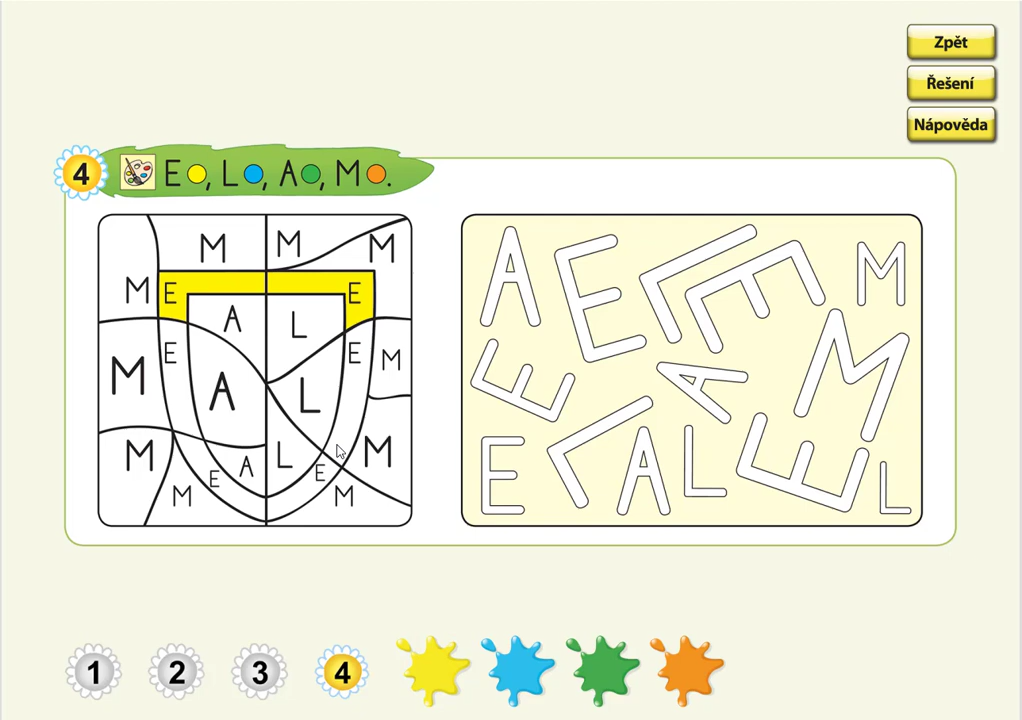 Zpět
Řešení
Nápověda
4 E, L, A, M.
M M M
M E E
A L
E E M
M A L
M A L E M
E M M
A E L E M
E A M
E L A L E L
1 2 3 4